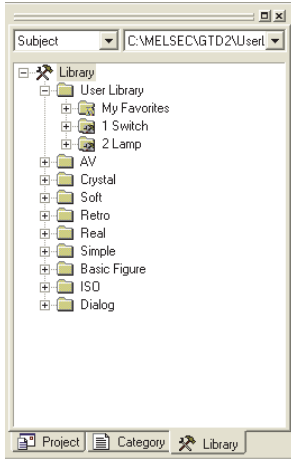 Subject C:\MELSEC\GTD2\UserL
Library
User Library
My Favorites
1 Switch
2 Lamp
AV
Crystal
Soft
Retro
Real
Simple
Basic Figure
ISO
Dialog
Project Category Library